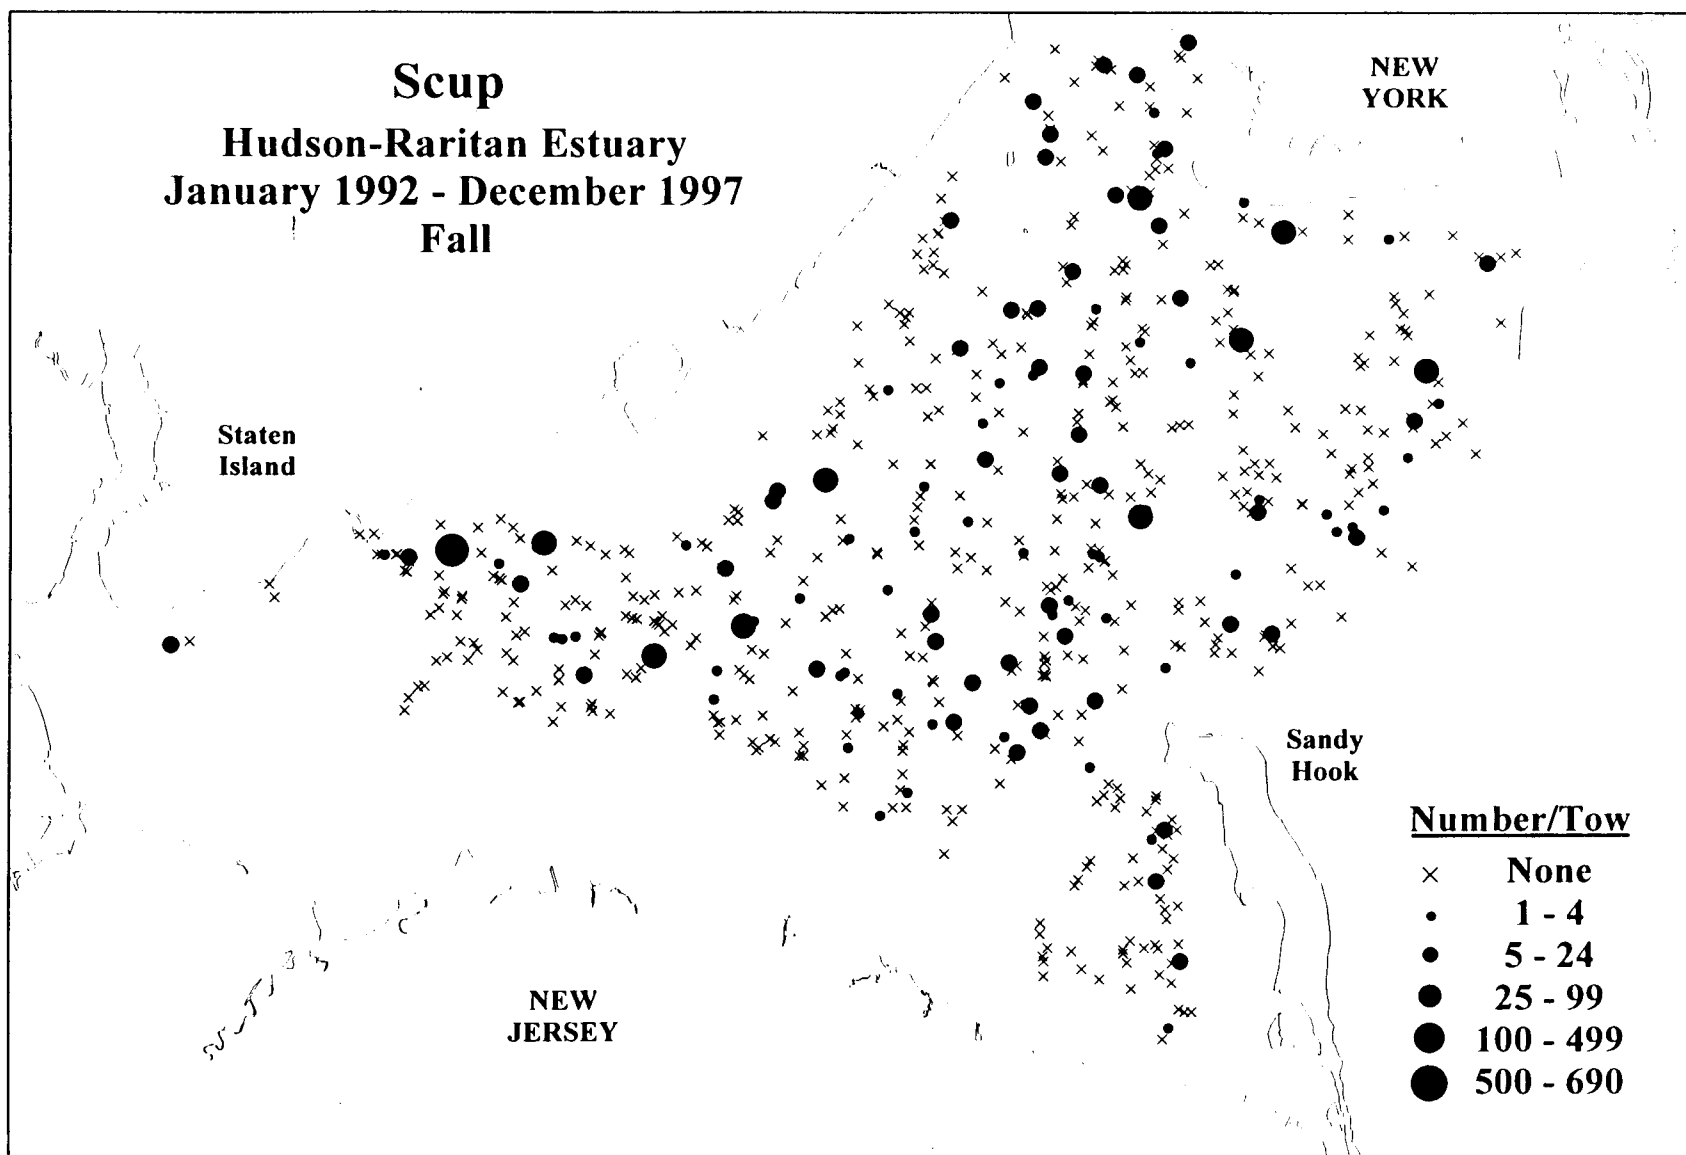 Scup
Hudson-Raritan Estuary
January 1992 - December 1997
Fall
NEW
YORK
Staten
Island
Sandy
Hook
NEW
JERSEY
Number/Tow
None
1 - 4
5 - 24
25 - 99
100 - 499
500 - 690